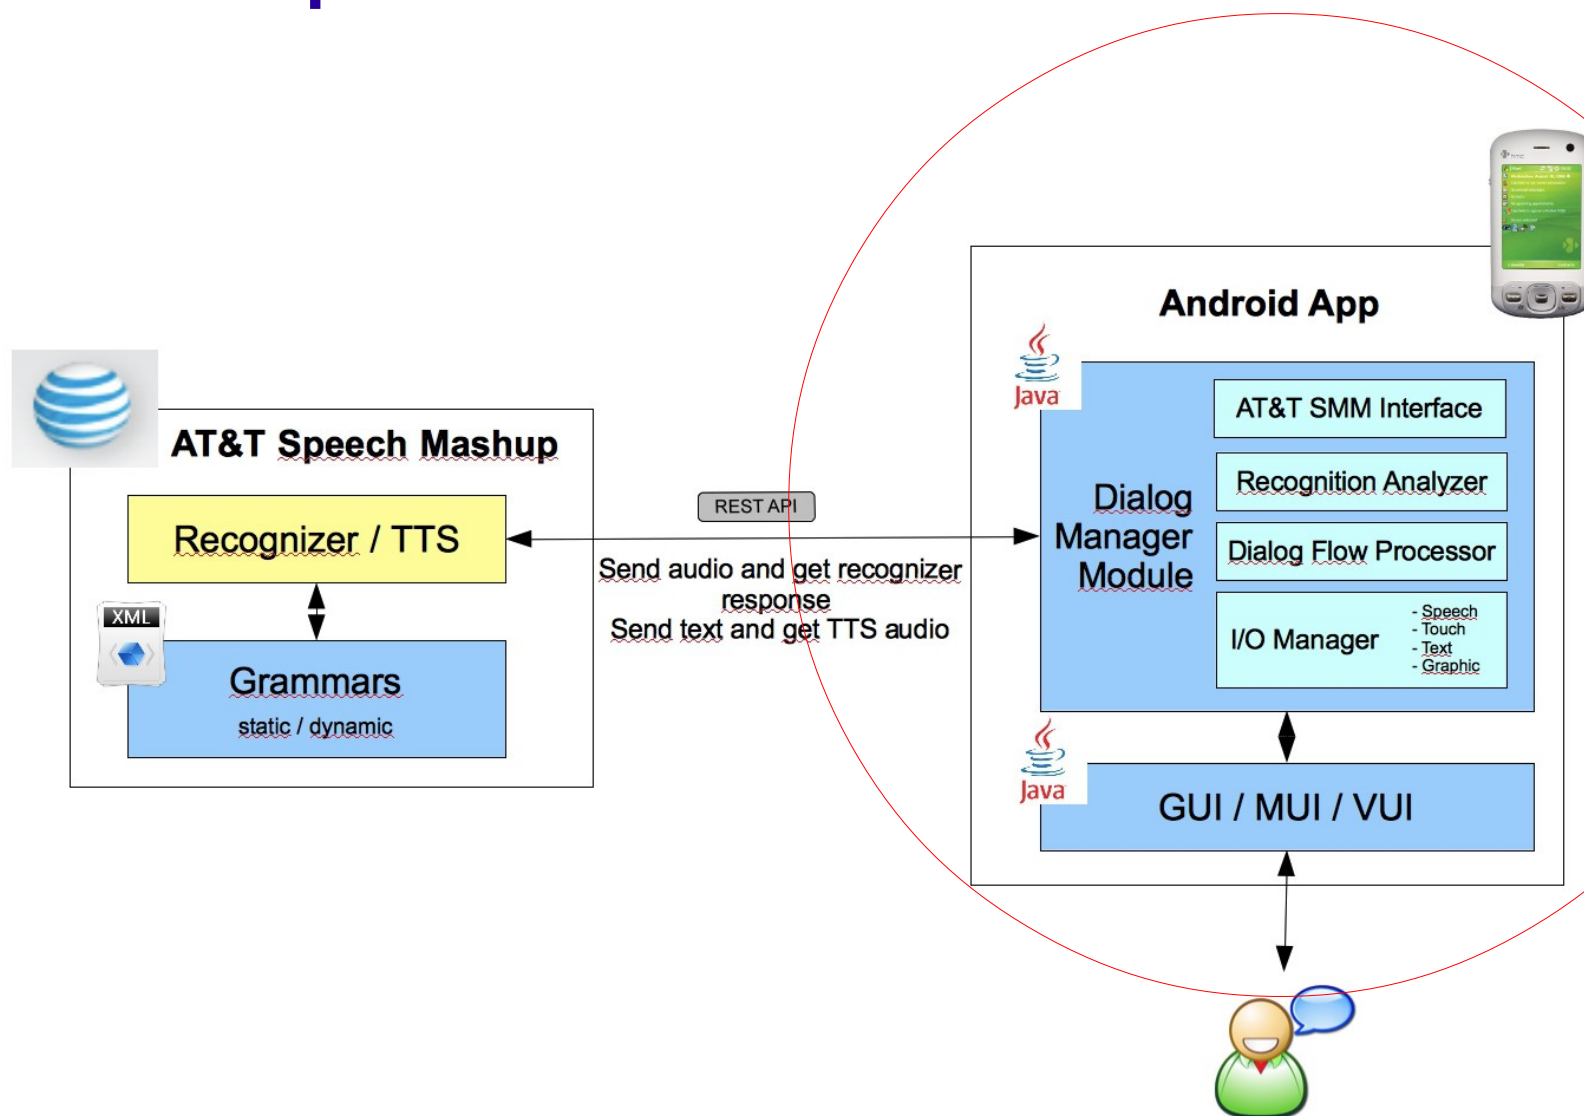 Android App
Java
AT&T SMM Interface
Recognition Analyzer
Dialog
Manager
Module
Dialog Flow Processor
I/O Manager
- Speech
- Touch
- Text
- Graphic
Java
GUI / MUI / VUI
AT&T Speech Mashup
Recognizer / TTS
XML
Grammars
static / dynamic
REST API
Send audio and get recognizer
response
Send text and get TTS audio